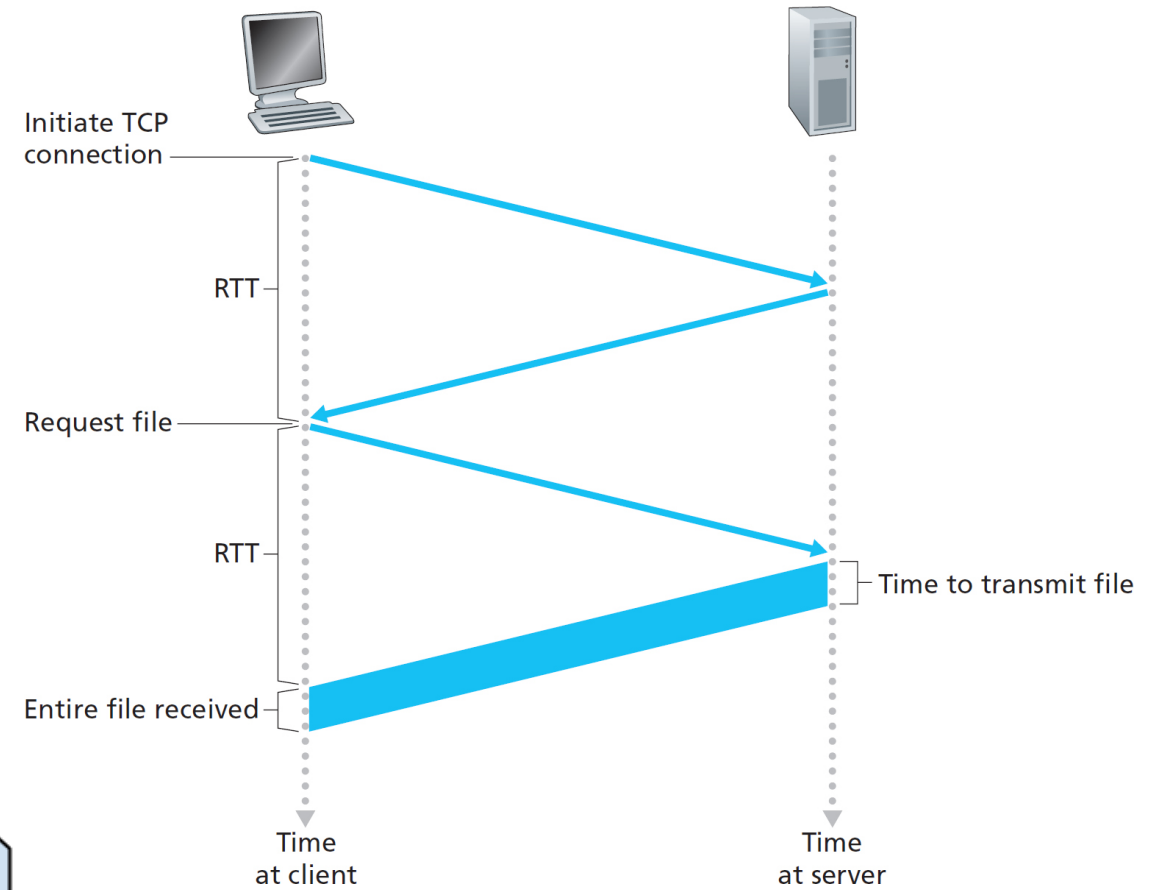 Initiate TCP
connection
RTT
Request file
RTT
Time to transmit file
Entire file received
Time
at client
Time
at server